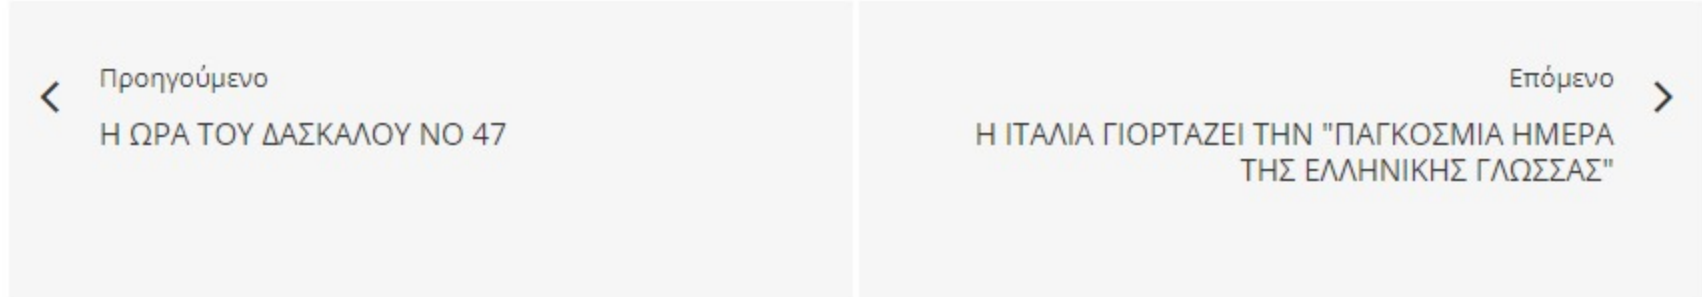 Προηγούμενο
Η ΩΡΑ ΤΟΥ ΔΑΣΚΑΛΟΥ ΝΟ 47
Επόμενο
Η ΙΤΑΛΙΑ ΓΙΟΡΤΑΖΕΙ ΤΗΝ "ΠΑΓΚΟΣΜΙΑ ΗΜΕΡΑ
ΤΗΣ ΕΛΛΗΝΙΚΗΣ ΓΛΩΣΣΑΣ"